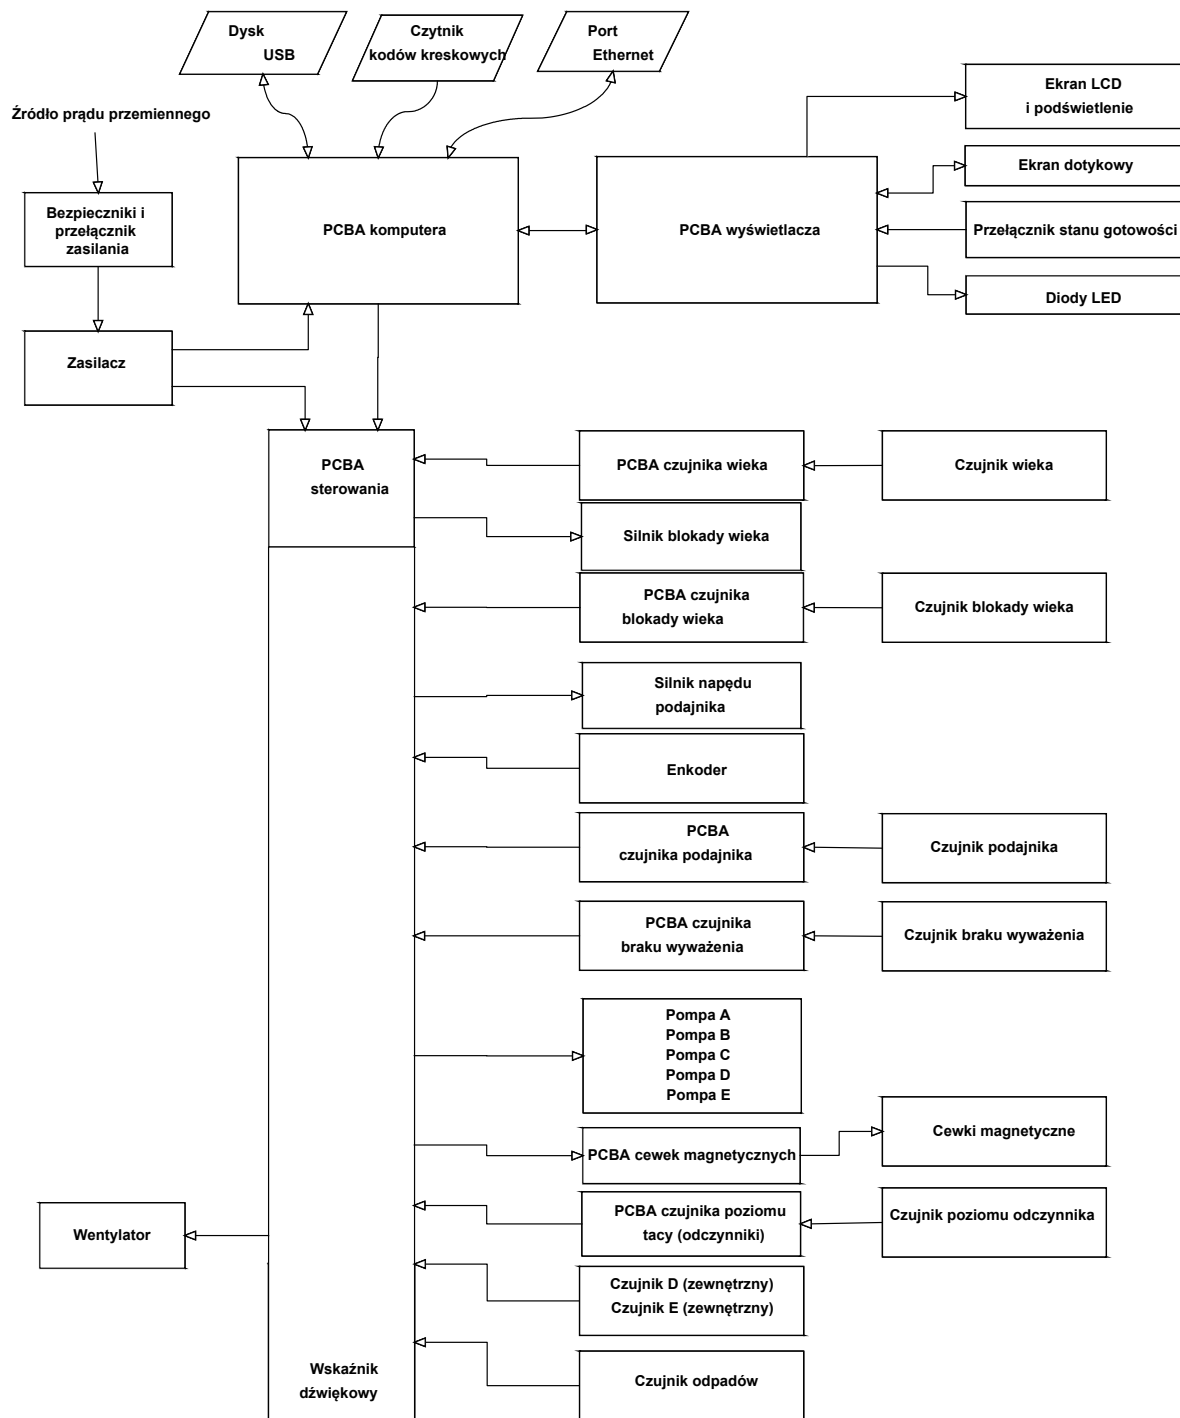 Dysk
USB
Czytnik
kodów kreskowych
Port
Ethernet
Ekran LCD
i podświetlenie
Źródło prądu przemiennego
Ekran dotykowy
Bezpieczniki i
przełącznik
zasilania
PCBA komputera
PCBA wyświetlacza
Przełącznik stanu gotowości
Diody LED
Zasilacz
PCBA
sterowania
PCBA czujnika wieka
Czujnik wieka
Silnik blokady wieka
PCBA czujnika
blokady wieka
Czujnik blokady wieka
Silnik napędu
podajnika
Enkoder
PCBA
czujnika podajnika
Czujnik podajnika
PCBA czujnika
braku wyważenia
Czujnik braku wyważenia
Pompa A
Pompa B
Pompa C
Pompa D
Pompa E
PCBA cewek magnetycznych
Cewki magnetyczne
PCBA czujnika poziomu
tacy (odczynniki)
Czujnik poziomu odczynnika
Wentylator
Czujnik D (zewnętrzny)
Czujnik E (zewnętrzny)
Wskaźnik
dźwiękowy
Czujnik odpadów